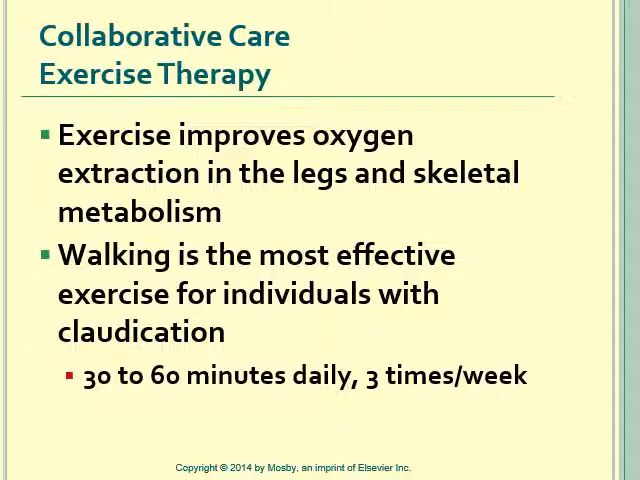 Collaborative Care
Exercise Therapy
Exercise improves oxygen
extraction in the legs and skeletal
metabolism
Walking is the most effective
exercise for individuals with
claudication
30 to 60 minutes daily, 3 times/week
Copyright © 2014 by Mosby, an imprint of Elsevier Inc.